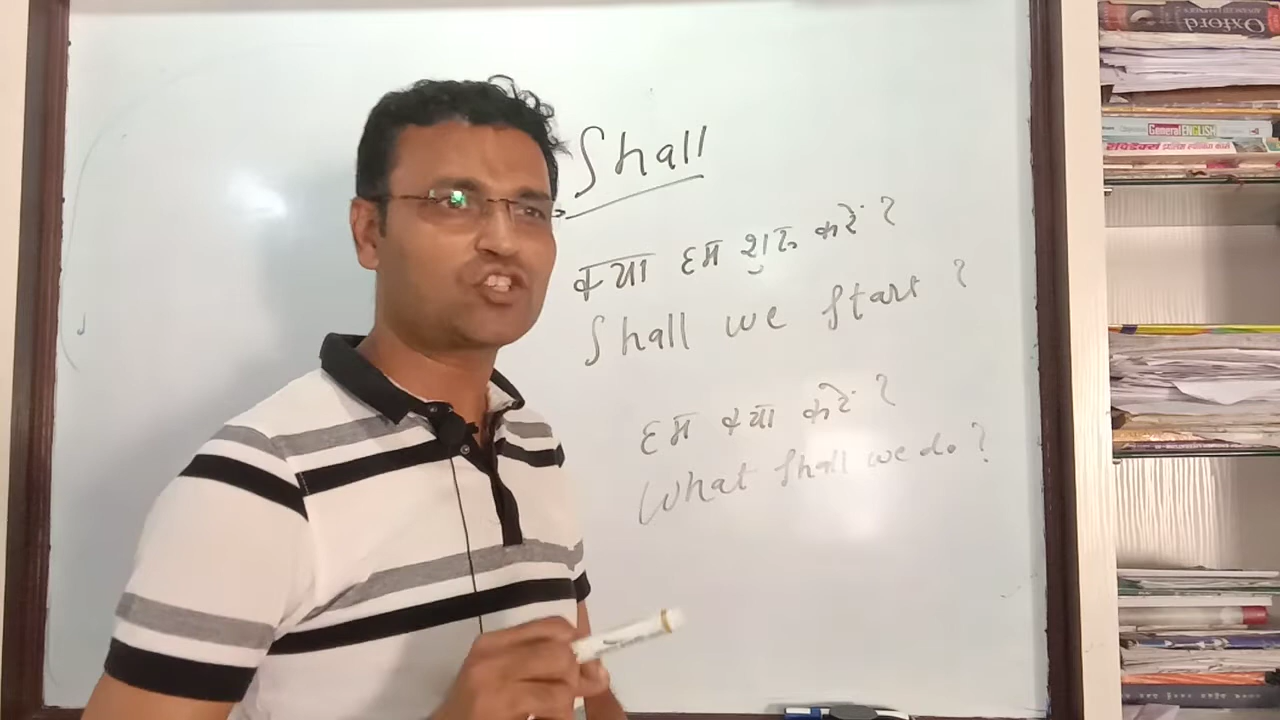 Shall
क्या हम शुरू करें ?
Shall we start ?
हम क्या करें ?
What shall we do ?
Oxford
General ENGLISH